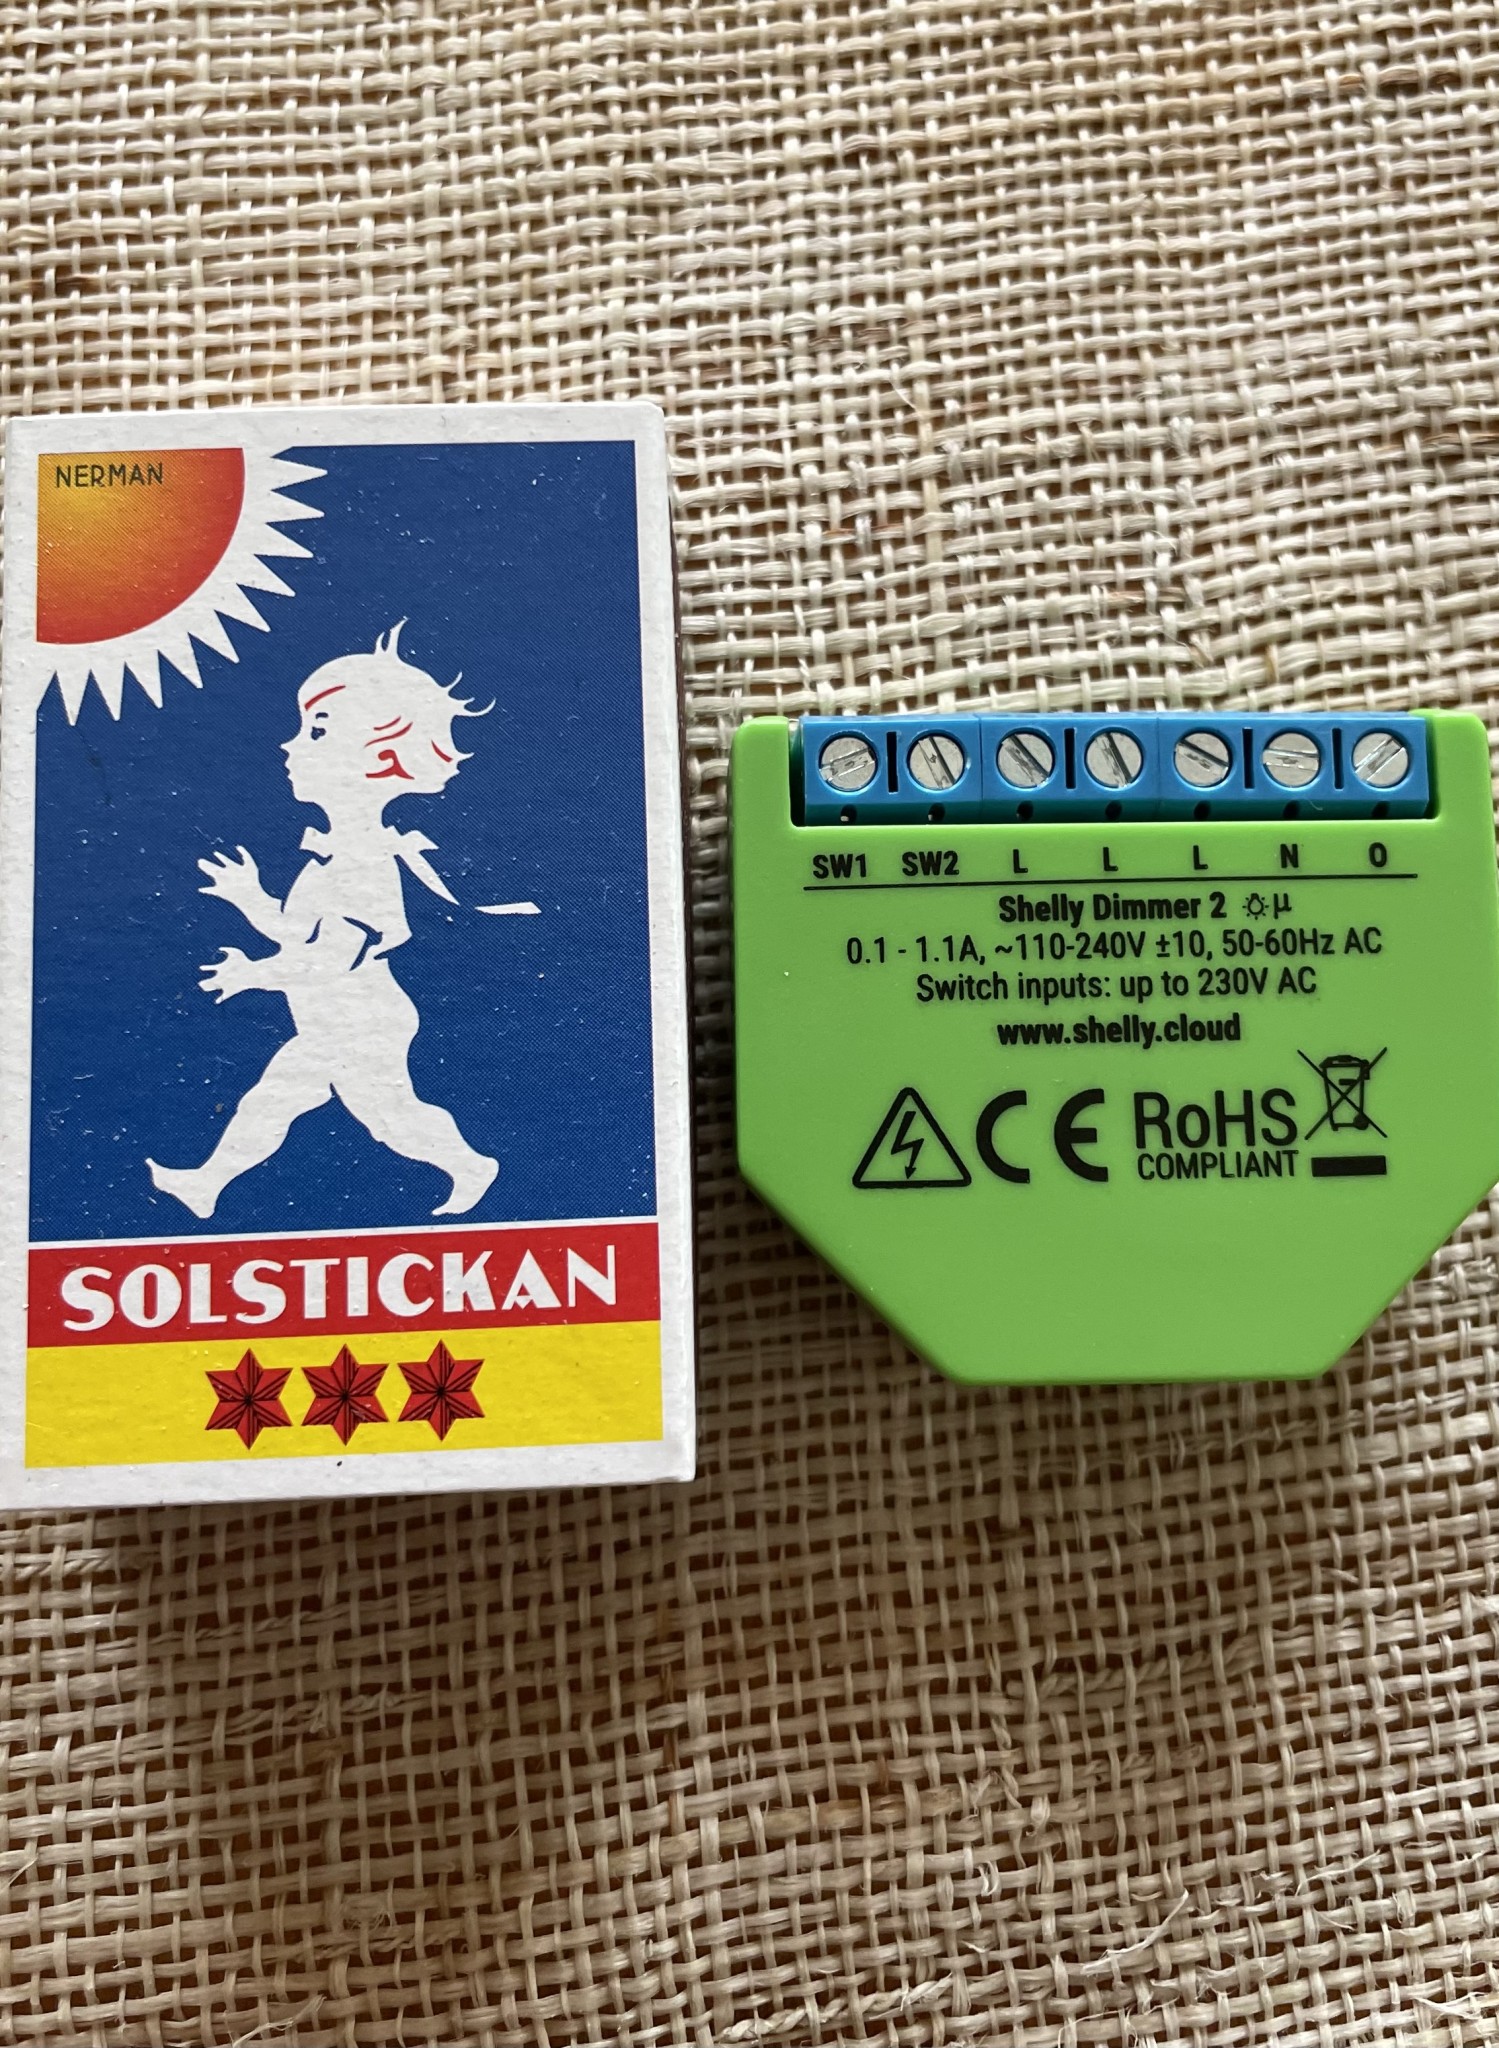 NERMAN
SOLSTICKAN
SW1 SW2 L L L N O
Shelly Dimmer 2 µ
0.1 - 1.1A, ~110-240V ±10, 50-60Hz AC
Switch inputs: up to 230V AC
www.shelly.cloud
CE RoHS
COMPLIANT